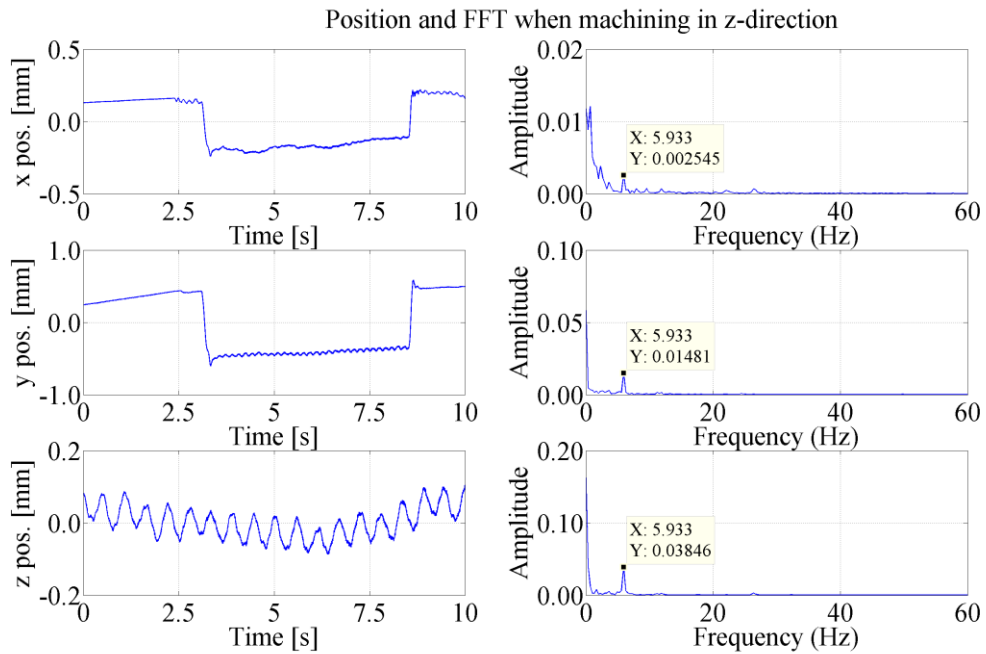 Position and FFT when machining in z-direction
x pos. [mm]
0.5
0.0
-0.5
0
2.5
5
7.5
10
Time [s]
Amplitude
0.02
0.01
0.00
X: 5.933
Y: 0.002545
0
20
40
60
Frequency (Hz)
y pos. [mm]
1.0
0.0
-1.0
0
2.5
5
7.5
10
Time [s]
Amplitude
0.10
0.05
0.00
X: 5.933
Y: 0.01481
0
20
40
60
Frequency (Hz)
z pos. [mm]
0.2
0.0
-0.2
0
2.5
5
7.5
10
Time [s]
Amplitude
0.20
0.10
0.00
X: 5.933
Y: 0.03846
0
20
40
60
Frequency (Hz)